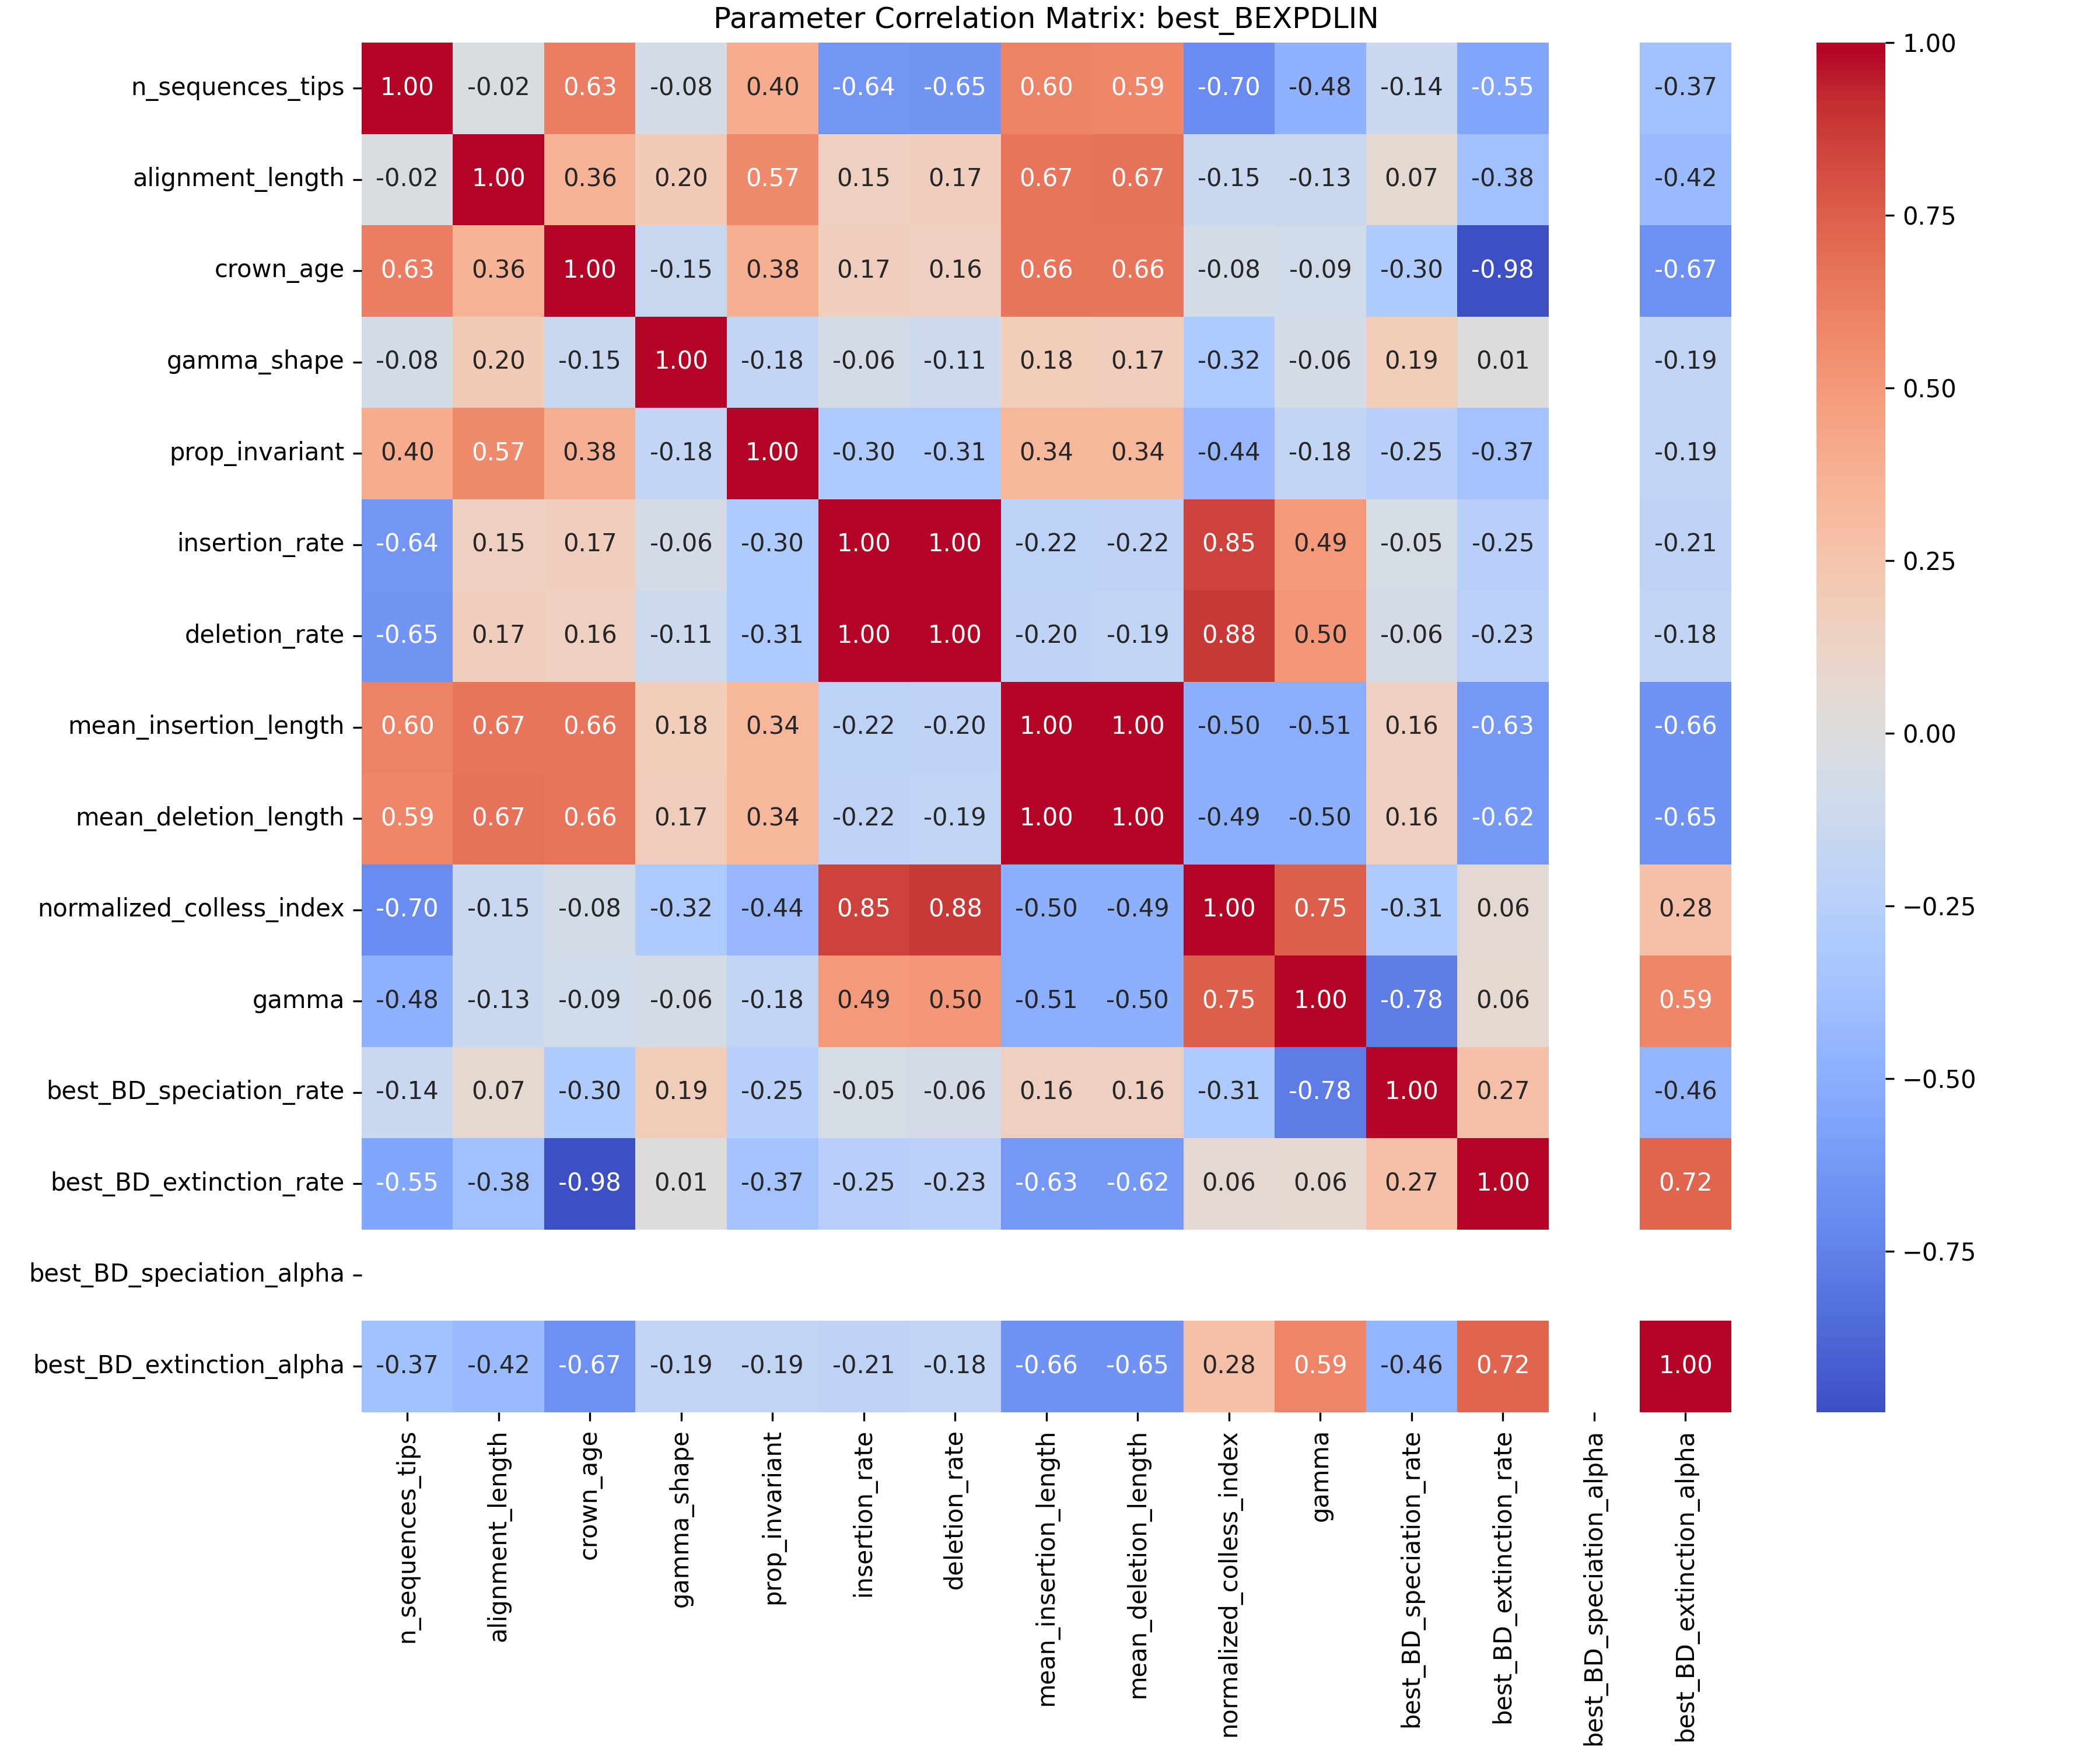 Parameter Correlation Matrix: best_BEXPDLIN
n_sequences_tips 1.00 -0.02 0.63 -0.08 0.40 -0.64 -0.65 0.60 0.59 -0.70 -0.48 -0.14 -0.55 -0.37
alignment_length -0.02 1.00 0.36 0.20 0.57 0.15 0.17 0.67 0.67 -0.15 -0.13 0.07 -0.38 -0.42
crown_age 0.63 0.36 1.00 -0.15 0.38 0.17 0.16 0.66 0.66 -0.08 -0.09 -0.30 -0.98 -0.67
gamma_shape -0.08 0.20 -0.15 1.00 -0.18 -0.06 -0.11 0.18 0.17 -0.32 -0.06 0.19 0.01 -0.19
prop_invariant 0.40 0.57 0.38 -0.18 1.00 -0.30 -0.31 0.34 0.34 -0.44 -0.18 -0.25 -0.37 -0.19
insertion_rate -0.64 0.15 0.17 -0.06 -0.30 1.00 1.00 -0.22 -0.22 0.85 0.49 -0.05 -0.25 -0.21
deletion_rate -0.65 0.17 0.16 -0.11 -0.31 1.00 1.00 -0.20 -0.19 0.88 0.50 -0.06 -0.23 -0.18
mean_insertion_length 0.60 0.67 0.66 0.18 0.34 -0.22 -0.20 1.00 1.00 -0.50 -0.51 0.16 -0.63 -0.66
mean_deletion_length 0.59 0.67 0.66 0.17 0.34 -0.22 -0.19 1.00 1.00 -0.49 -0.50 0.16 -0.62 -0.65
normalized_colless_index -0.70 -0.15 -0.08 -0.32 -0.44 0.85 0.88 -0.50 -0.49 1.00 0.75 -0.31 0.06 0.28
gamma -0.48 -0.13 -0.09 -0.06 -0.18 0.49 0.50 -0.51 -0.50 0.75 1.00 -0.78 0.06 0.59
best_BD_speciation_rate -0.14 0.07 -0.30 0.19 -0.25 -0.05 -0.06 0.16 0.16 -0.31 -0.78 1.00 0.27 -0.46
best_BD_extinction_rate -0.55 -0.38 -0.98 0.01 -0.37 -0.25 -0.23 -0.63 -0.62 0.06 0.06 0.27 1.00 0.72
best_BD_speciation_alpha
best_BD_extinction_alpha -0.37 -0.42 -0.67 -0.19 -0.19 -0.21 -0.18 -0.66 -0.65 0.28 0.59 -0.46 0.72 1.00
n_sequences_tips
alignment_length
crown_age
gamma_shape
prop_invariant
insertion_rate
deletion_rate
mean_insertion_length
mean_deletion_length
normalized_colless_index
gamma
best_BD_speciation_rate
best_BD_extinction_rate
best_BD_speciation_alpha
best_BD_extinction_alpha
1.00
0.75
0.50
0.25
0.00
−0.25
−0.50
−0.75